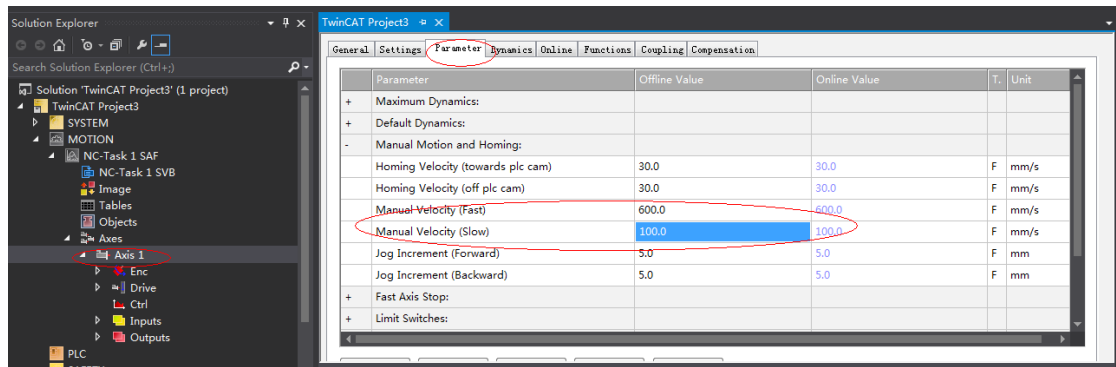 Solution Explorer
Search Solution Explorer (Ctrl+;)
Solution 'TwinCAT Project3' (1 project)
TwinCAT Project3
SYSTEM
MOTION
NC-Task 1 SAF
NC-Task 1 SVB
Image
Tables
Objects
Axes
Axis 1
Enc
Drive
Ctrl
Inputs
Outputs
PLC
TwinCAT Project3
General Settings Parameter Dynamics Online Functions Coupling Compensation
Parameter Offline Value Online Value T. Unit
+ Maximum Dynamics:
+ Default Dynamics:
- Manual Motion and Homing:
Homing Velocity (towards plc cam) 30.0 30.0 F mm/s
Homing Velocity (off plc cam) 30.0 30.0 F mm/s
Manual Velocity (Fast) 600.0 600.0 F mm/s
Manual Velocity (Slow) 100.0 100.0 F mm/s
Jog Increment (Forward) 5.0 5.0 F mm
Jog Increment (Backward) 5.0 5.0 F mm
+ Fast Axis Stop:
+ Limit Switches: